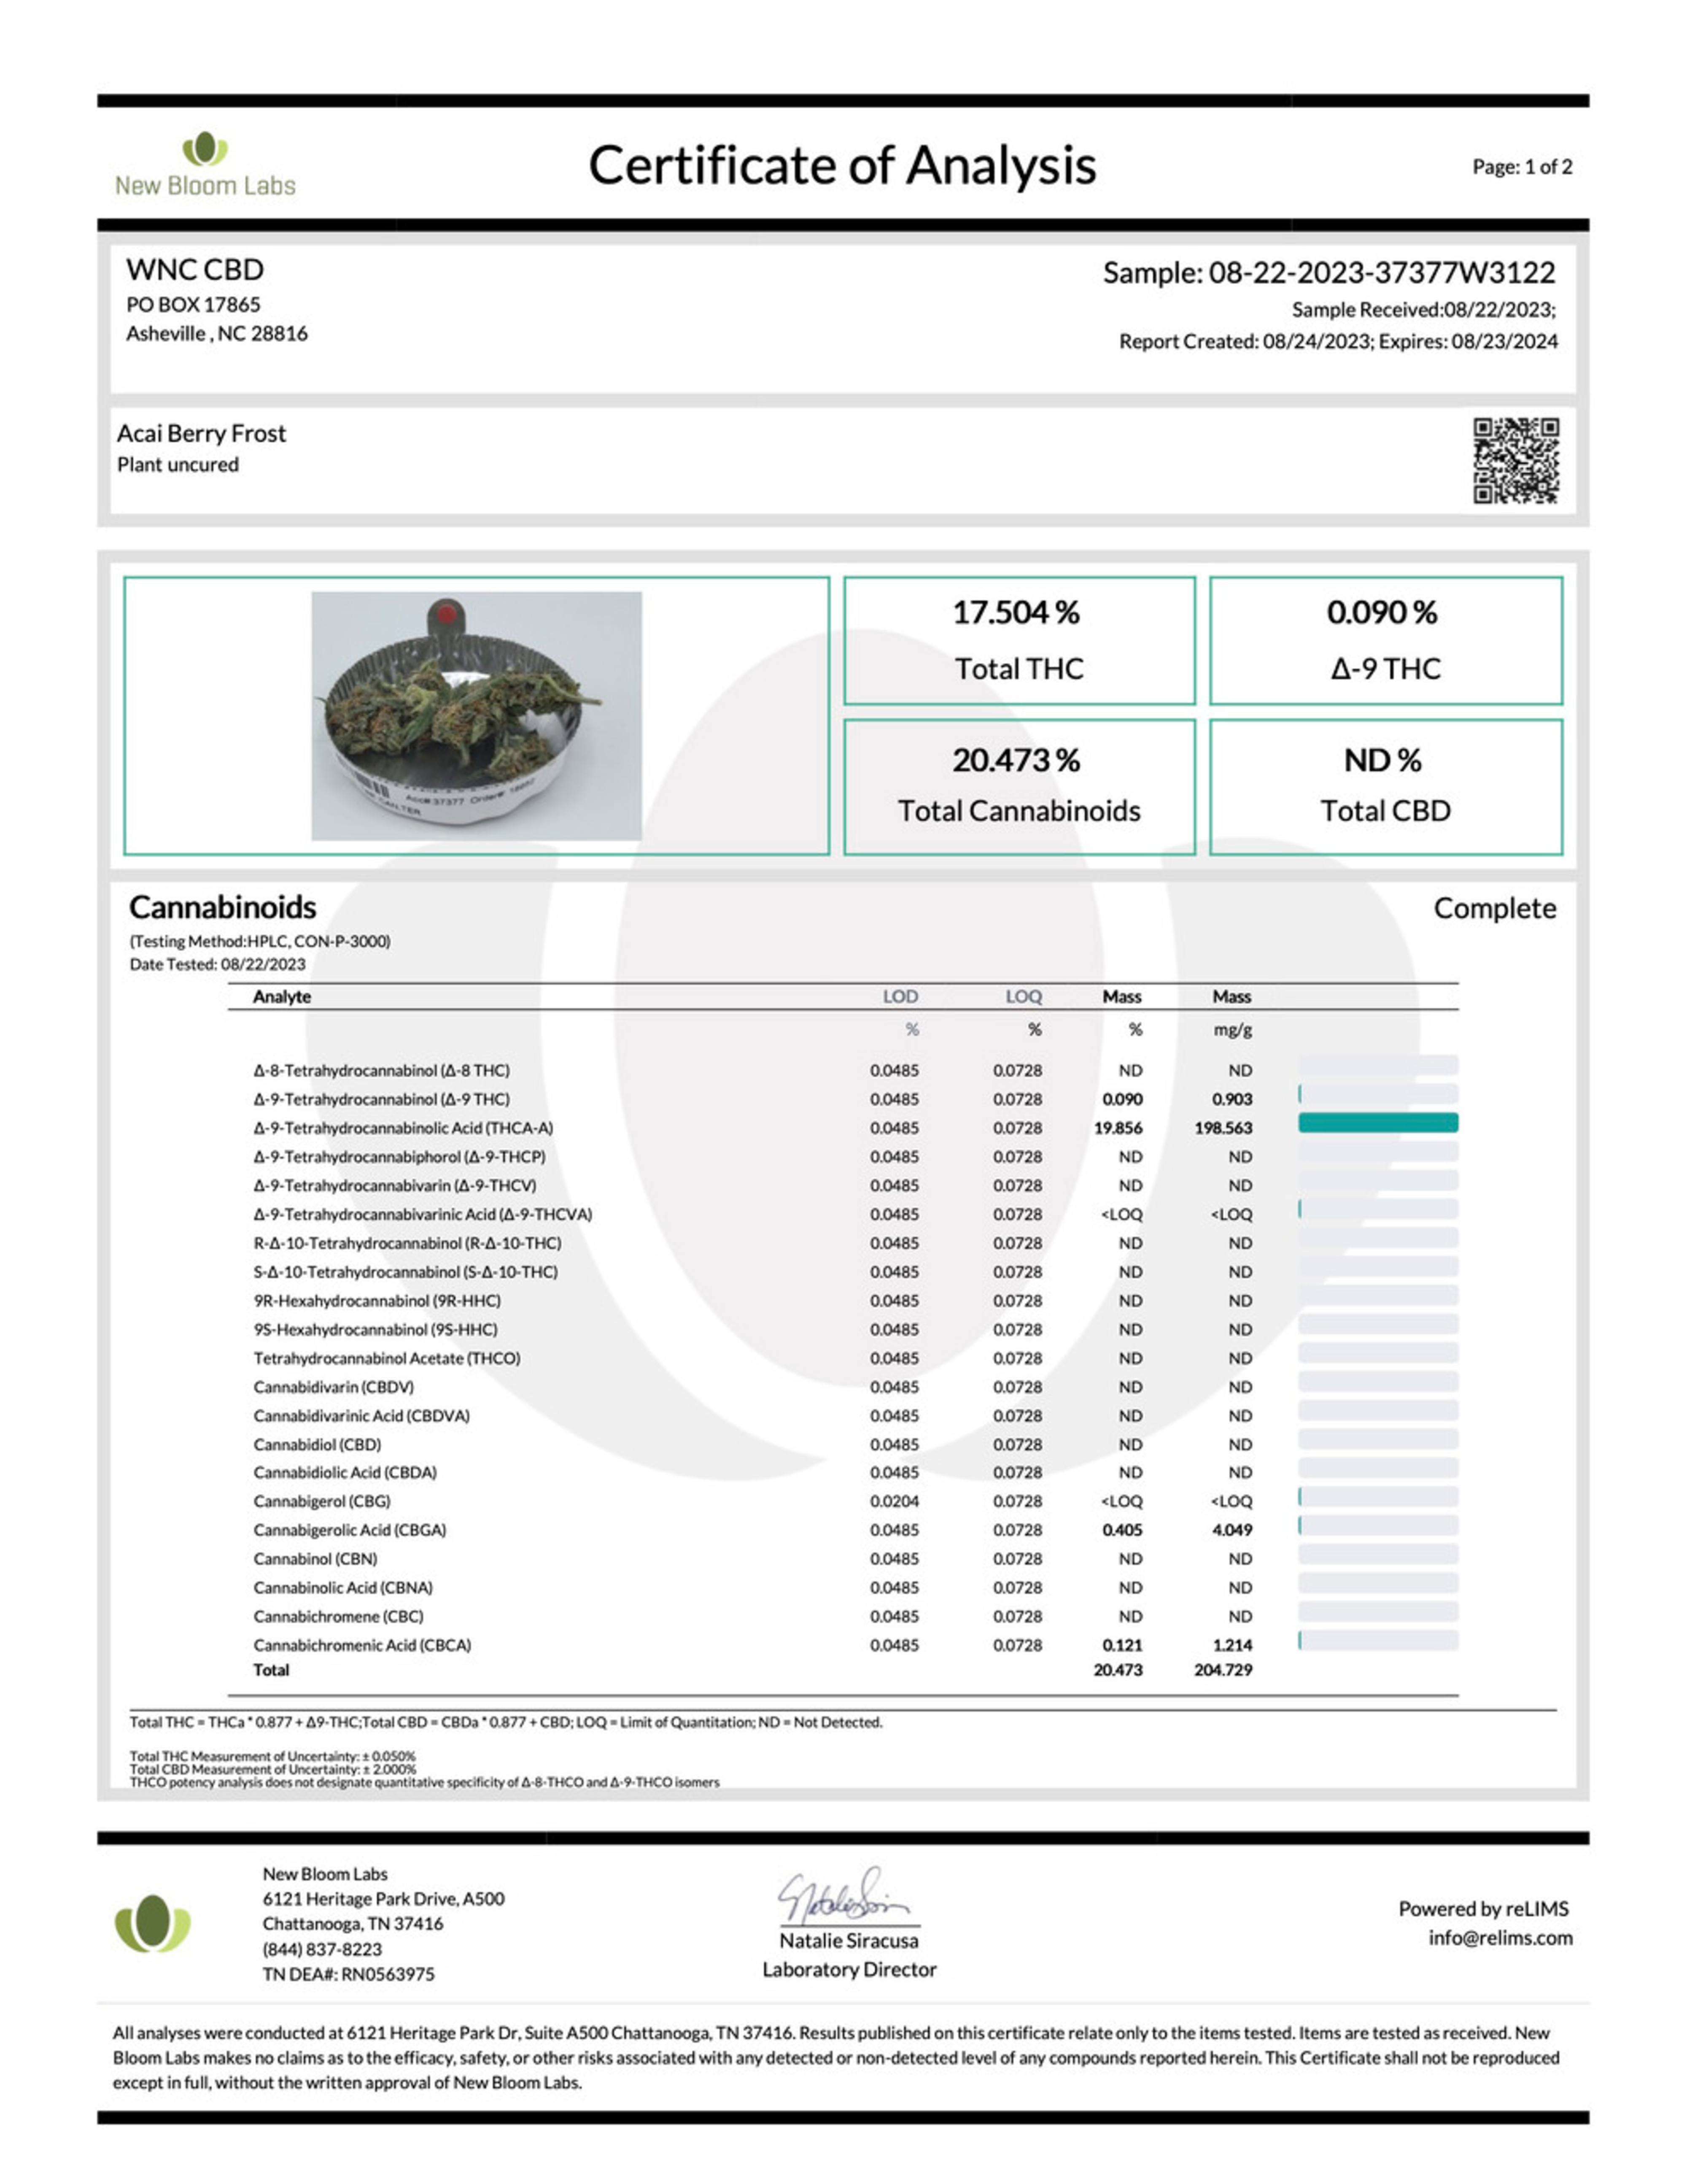 New Bloom Labs
Certificate of Analysis
Page: 1 of 2
WNC CBD
PO BOX 17865
Asheville , NC 28816
Sample: 08-22-2023-37377W3122
Sample Received:08/22/2023;
Report Created: 08/24/2023; Expires: 08/23/2024
Acai Berry Frost
Plant uncured
Acc# 37377 Order#
17.504 %
Total THC
0.090 %
Δ-9 THC
20.473 %
Total Cannabinoids
ND %
Total CBD
Cannabinoids
Complete
(Testing Method:HPLC, CON-P-3000)
Date Tested: 08/22/2023
Analyte LOD LOQ Mass Mass
% % % mg/g
Δ-8-Tetrahydrocannabinol (Δ-8 THC) 0.0485 0.0728 ND ND
Δ-9-Tetrahydrocannabinol (Δ-9 THC) 0.0485 0.0728 0.090 0.903
Δ-9-Tetrahydrocannabinolic Acid (THCA-A) 0.0485 0.0728 19.856 198.563
Δ-9-Tetrahydrocannabiphorol (Δ-9-THCP) 0.0485 0.0728 ND ND
Δ-9-Tetrahydrocannabivarin (Δ-9-THCV) 0.0485 0.0728 ND ND
Δ-9-Tetrahydrocannabivarinic Acid (Δ-9-THCVA) 0.0485 0.0728 <LOQ <LOQ
R-Δ-10-Tetrahydrocannabinol (R-Δ-10-THC) 0.0485 0.0728 ND ND
S-Δ-10-Tetrahydrocannabinol (S-Δ-10-THC) 0.0485 0.0728 ND ND
9R-Hexahydrocannabinol (9R-HHC) 0.0485 0.0728 ND ND
9S-Hexahydrocannabinol (9S-HHC) 0.0485 0.0728 ND ND
Tetrahydrocannabinol Acetate (THCO) 0.0485 0.0728 ND ND
Cannabidivarin (CBDV) 0.0485 0.0728 ND ND
Cannabidivarinic Acid (CBDVA) 0.0485 0.0728 ND ND
Cannabidiol (CBD) 0.0485 0.0728 ND ND
Cannabidiolic Acid (CBDA) 0.0485 0.0728 ND ND
Cannabigerol (CBG) 0.0204 0.0728 <LOQ <LOQ
Cannabigerolic Acid (CBGA) 0.0485 0.0728 0.405 4.049
Cannabinol (CBN) 0.0485 0.0728 ND ND
Cannabinolic Acid (CBNA) 0.0485 0.0728 ND ND
Cannabichromene (CBC) 0.0485 0.0728 ND ND
Cannabichromenic Acid (CBCA) 0.0485 0.0728 0.121 1.214
Total 20.473 204.729
Total THC = THCa * 0.877 + Δ9-THC;Total CBD = CBDa * 0.877 + CBD; LOQ = Limit of Quantitation; ND = Not Detected.
Total THC Measurement of Uncertainty: ± 0.050%
Total CBD Measurement of Uncertainty: ± 2.000%
THCO potency analysis does not designate quantitative specificity of Δ-8-THCO and Δ-9-THCO isomers
New Bloom Labs
6121 Heritage Park Drive, A500
Chattanooga, TN 37416
(844) 837-8223
TN DEA#: RN0563975
Natalie Siracusa
Laboratory Director
Powered by reLIMS
info@relims.com
All analyses were conducted at 6121 Heritage Park Dr, Suite A500 Chattanooga, TN 37416. Results published on this certificate relate only to the items tested. Items are tested as received. New
Bloom Labs makes no claims as to the efficacy, safety, or other risks associated with any detected or non-detected level of any compounds reported herein. This Certificate shall not be reproduced
except in full, without the written approval of New Bloom Labs.